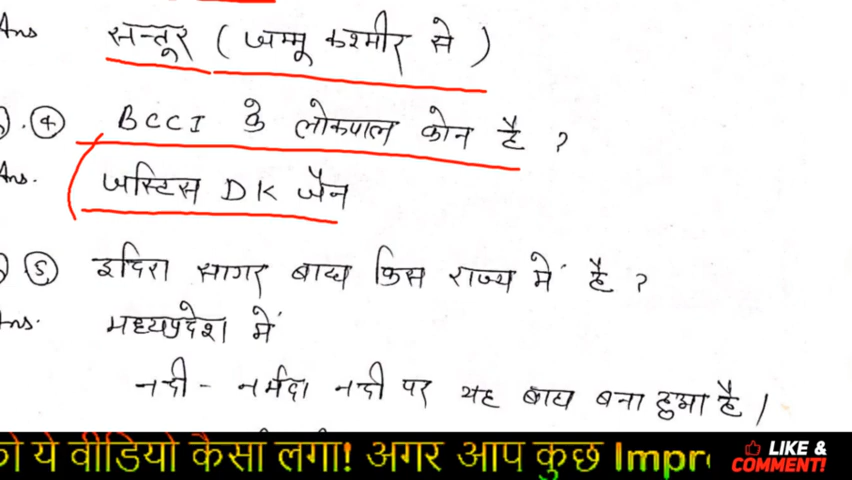 Ans सन्तूर (जम्मू कश्मीर से)
Q.④ BCCI के लोकपाल कोन है ?
Ans. जस्टिस DK जैन
⑤ इंदिरा सागर बाध किस राज्य में है ?
Ans. मध्यप्रदेश में
नदी - नर्मदा नदी पर यह बाध बना हुआ है।
को ये वीडियो कैसा लगा! अगर आप कुछ Impr
LIKE &
COMMENT!